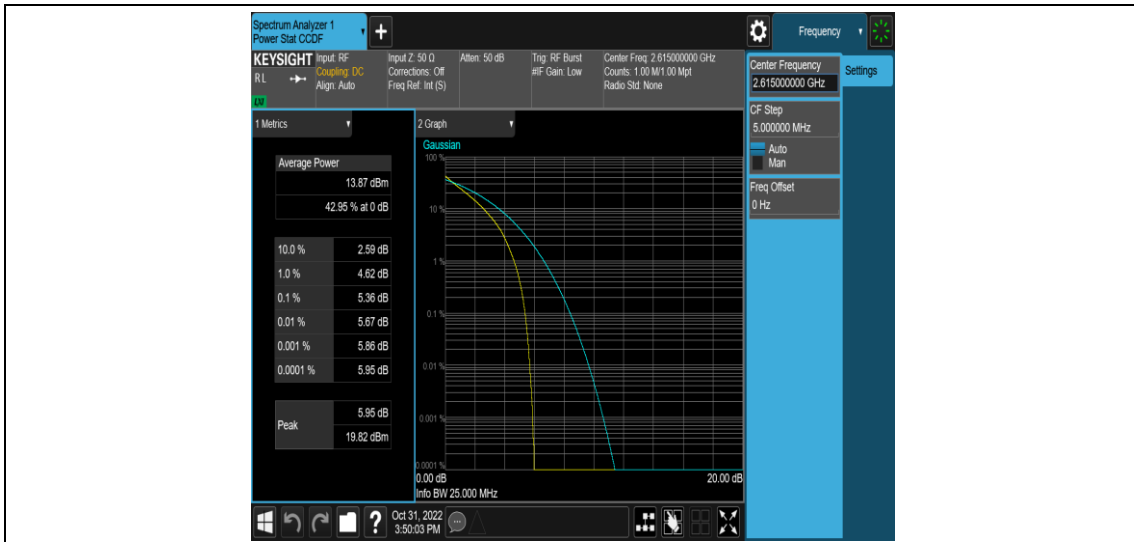 Spectrum Analyzer 1
Power Stat CCDF
+
Frequency
KEYSIGHT
RL
LXI
Input: RF
Coupling: DC
Align: Auto
Input Z: 50 Ω
Corrections: Off
Freq Ref: Int (S)
Atten: 50 dB
Trig: RF Burst
#IF Gain: Low
Center Freq: 2.615000000 GHz
Counts: 1.00 M/1.00 Mpt
Radio Std: None
Center Frequency
2.615000000 GHz
Settings
CF Step
5.000000 MHz
Auto
Man
Freq Offset
0 Hz
1 Metrics
Average Power
13.87 dBm
42.95 % at 0 dB
10.0 % 2.59 dB
1.0 % 4.62 dB
0.1 % 5.36 dB
0.01 % 5.67 dB
0.001 % 5.86 dB
0.0001 % 5.95 dB
Peak
5.95 dB
19.82 dBm
2 Graph
Gaussian
100 %
10 %
1 %
0.1 %
0.01 %
0.001 %
0.0001 %
0.00 dB 20.00 dB
Info BW 25.000 MHz
?
Oct 31, 2022
3:50:03 PM